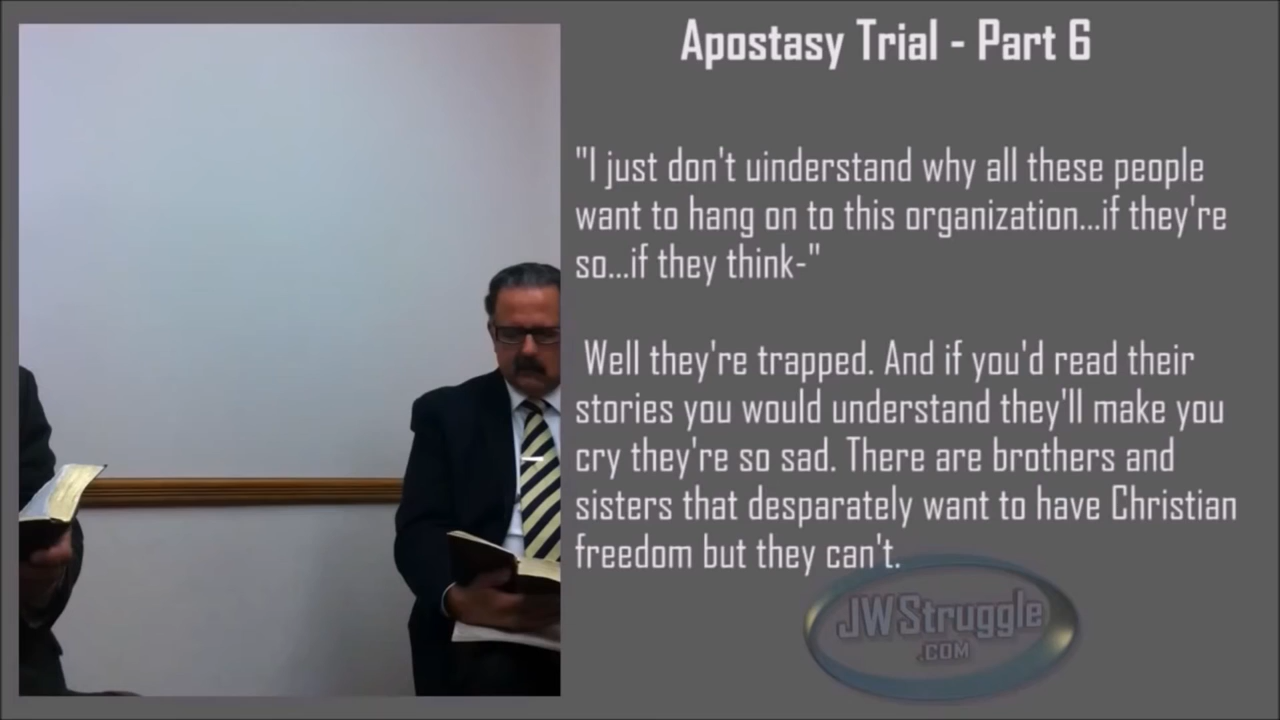 Apostasy Trial - Part 6
"I just don't uinderstand why all these people
want to hang on to this organization...if they're
so...if they think-"
Well they're trapped. And if you'd read their
stories you would understand they'll make you
cry they're so sad. There are brothers and
sisters that desparately want to have Christian
freedom but they can't.
JWStruggle
.COM